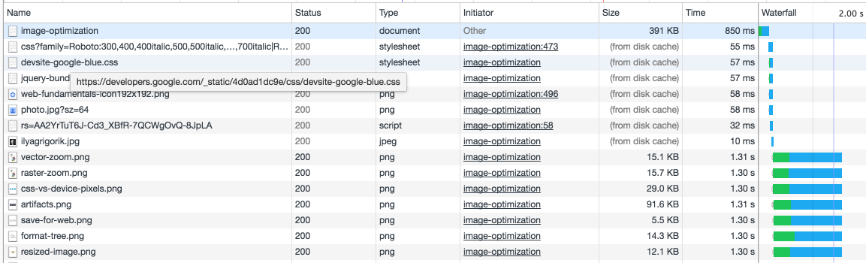 Name Status Type Initiator Size Time Waterfall 2.00 s
image-optimization 200 document Other 391 KB 850 ms
css?family=Roboto:300,400,400italic,500,500italic,…,700italic|R... 200 stylesheet image-optimization:473 (from disk cache) 55 ms
devsite-google-blue.css 200 stylesheet image-optimization (from disk cache) 57 ms
jquery-bund image-optimization (from disk cache) 57 ms
https://developers.google.com/_static/4d0ad1dc9e/css/devsite-google-blue.css
web-fundamentals-icon192x192.png 200 png image-optimization:496 (from disk cache) 58 ms
photo.jpg?sz=64 200 png image-optimization (from disk cache) 58 ms
rs=AA2YrTuT6J-Cd3_XBfR-7QCWgOvQ-8JpLA 200 script image-optimization:58 (from disk cache) 32 ms
ilyagrigorik.jpg 200 jpeg image-optimization (from disk cache) 10 ms
vector-zoom.png 200 png image-optimization 15.1 KB 1.31 s
raster-zoom.png 200 png image-optimization 15.7 KB 1.30 s
css-vs-device-pixels.png 200 png image-optimization 29.0 KB 1.30 s
artifacts.png 200 png image-optimization 91.6 KB 1.31 s
save-for-web.png 200 png image-optimization 5.5 KB 1.30 s
format-tree.png 200 png image-optimization 14.3 KB 1.30 s
resized-image.png 200 png image-optimization 12.1 KB 1.30 s